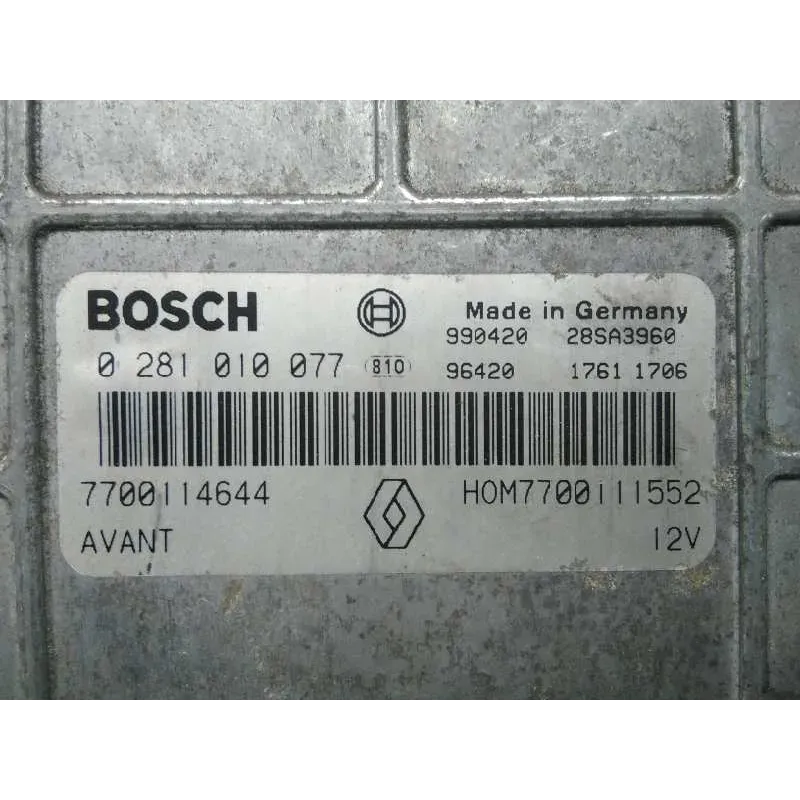 BOSCH Made in Germany
990420 28SA3960
0 281 010 077 810 96420 1761 1706
7700114644 HOM7700111552
AVANT 12V